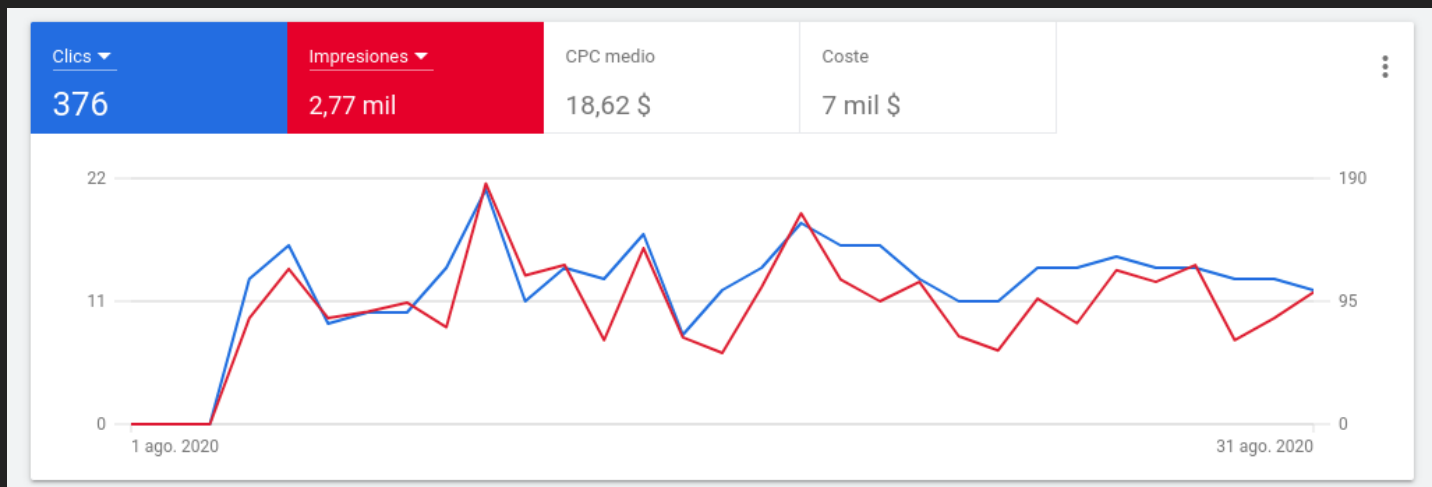 Clics
376
Impresiones
2,77 mil
CPC medio
18,62 $
Coste
7 mil $
22
11
0
190
95
0
1 ago. 2020
31 ago. 2020